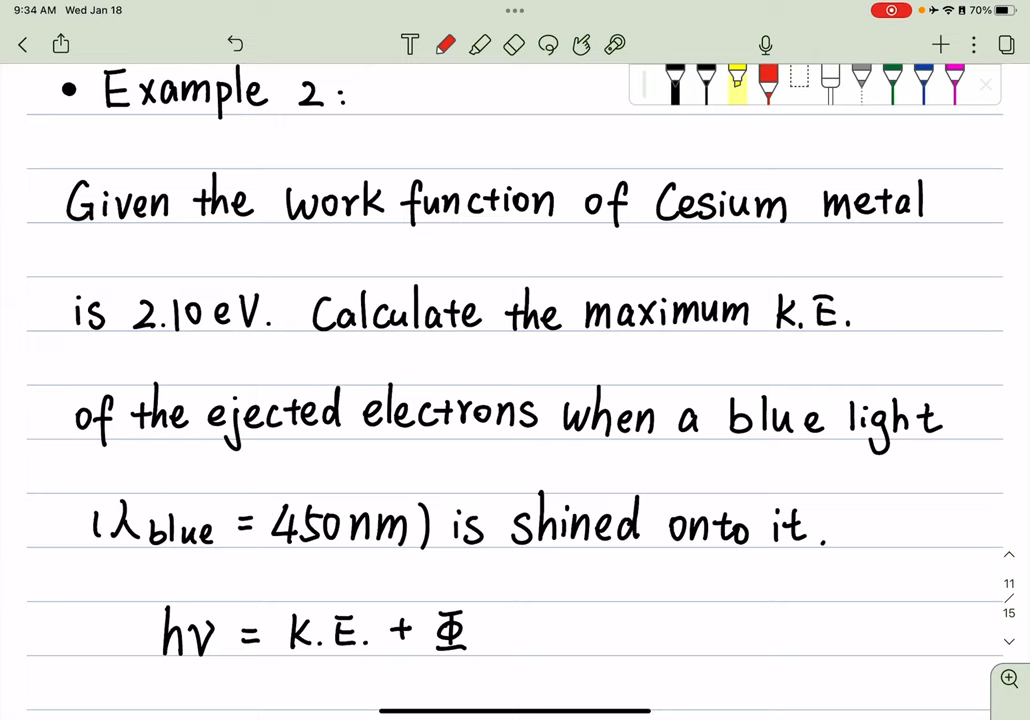 9:34 AM Wed Jan 18
70%
T
• Example 2:
Given the work function of Cesium metal
is 2.10 eV. Calculate the maximum K.E.
of the ejected electrons when a blue light
(λblue = 450nm) is shined onto it.
11
/
15
hν = K.E. + Φ